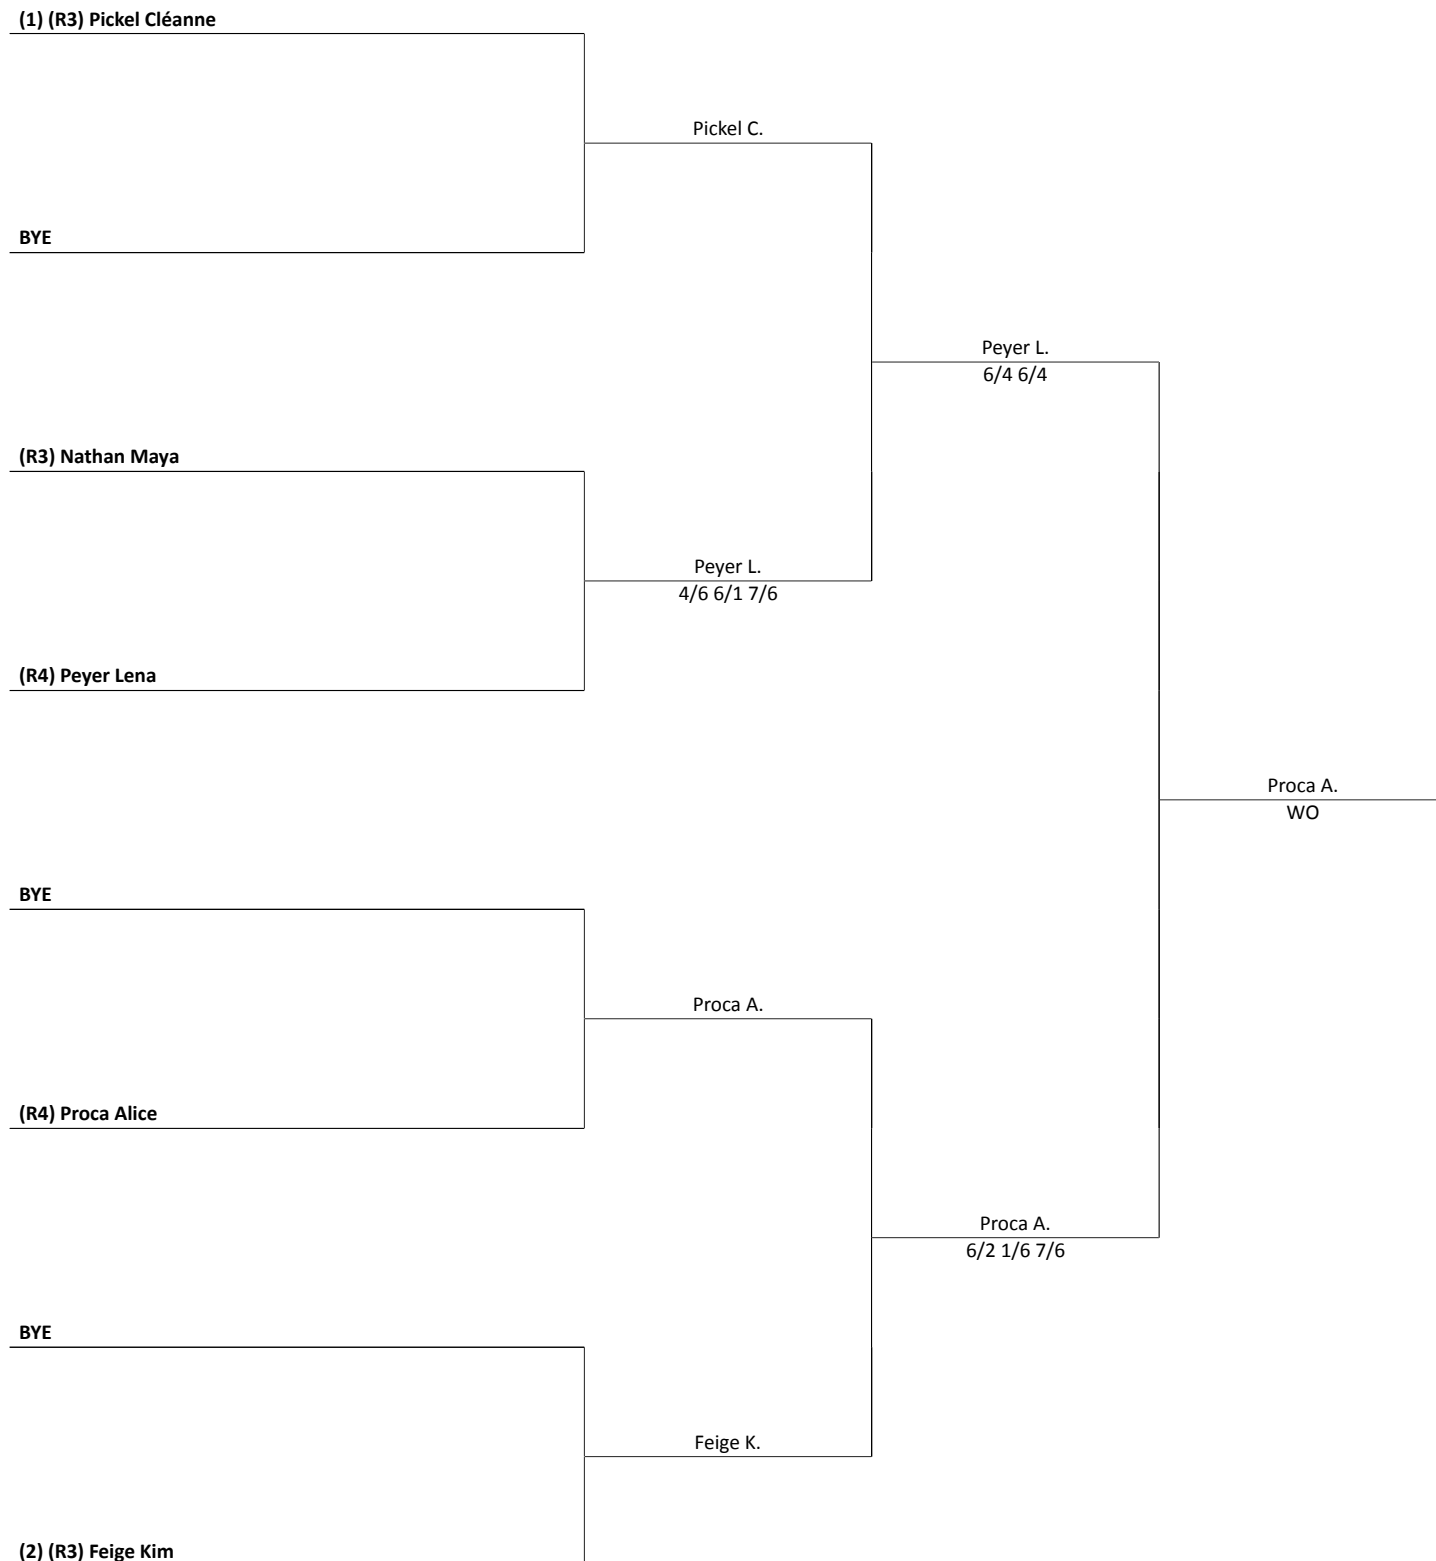 (1) (R3) Pickel Cléanne
Pickel C.
BYE
Peyer L.
6/4 6/4
(R3) Nathan Maya
Peyer L.
4/6 6/1 7/6
(R4) Peyer Lena
Proca A.
WO
BYE
Proca A.
(R4) Proca Alice
Proca A.
6/2 1/6 7/6
BYE
Feige K.
(2) (R3) Feige Kim